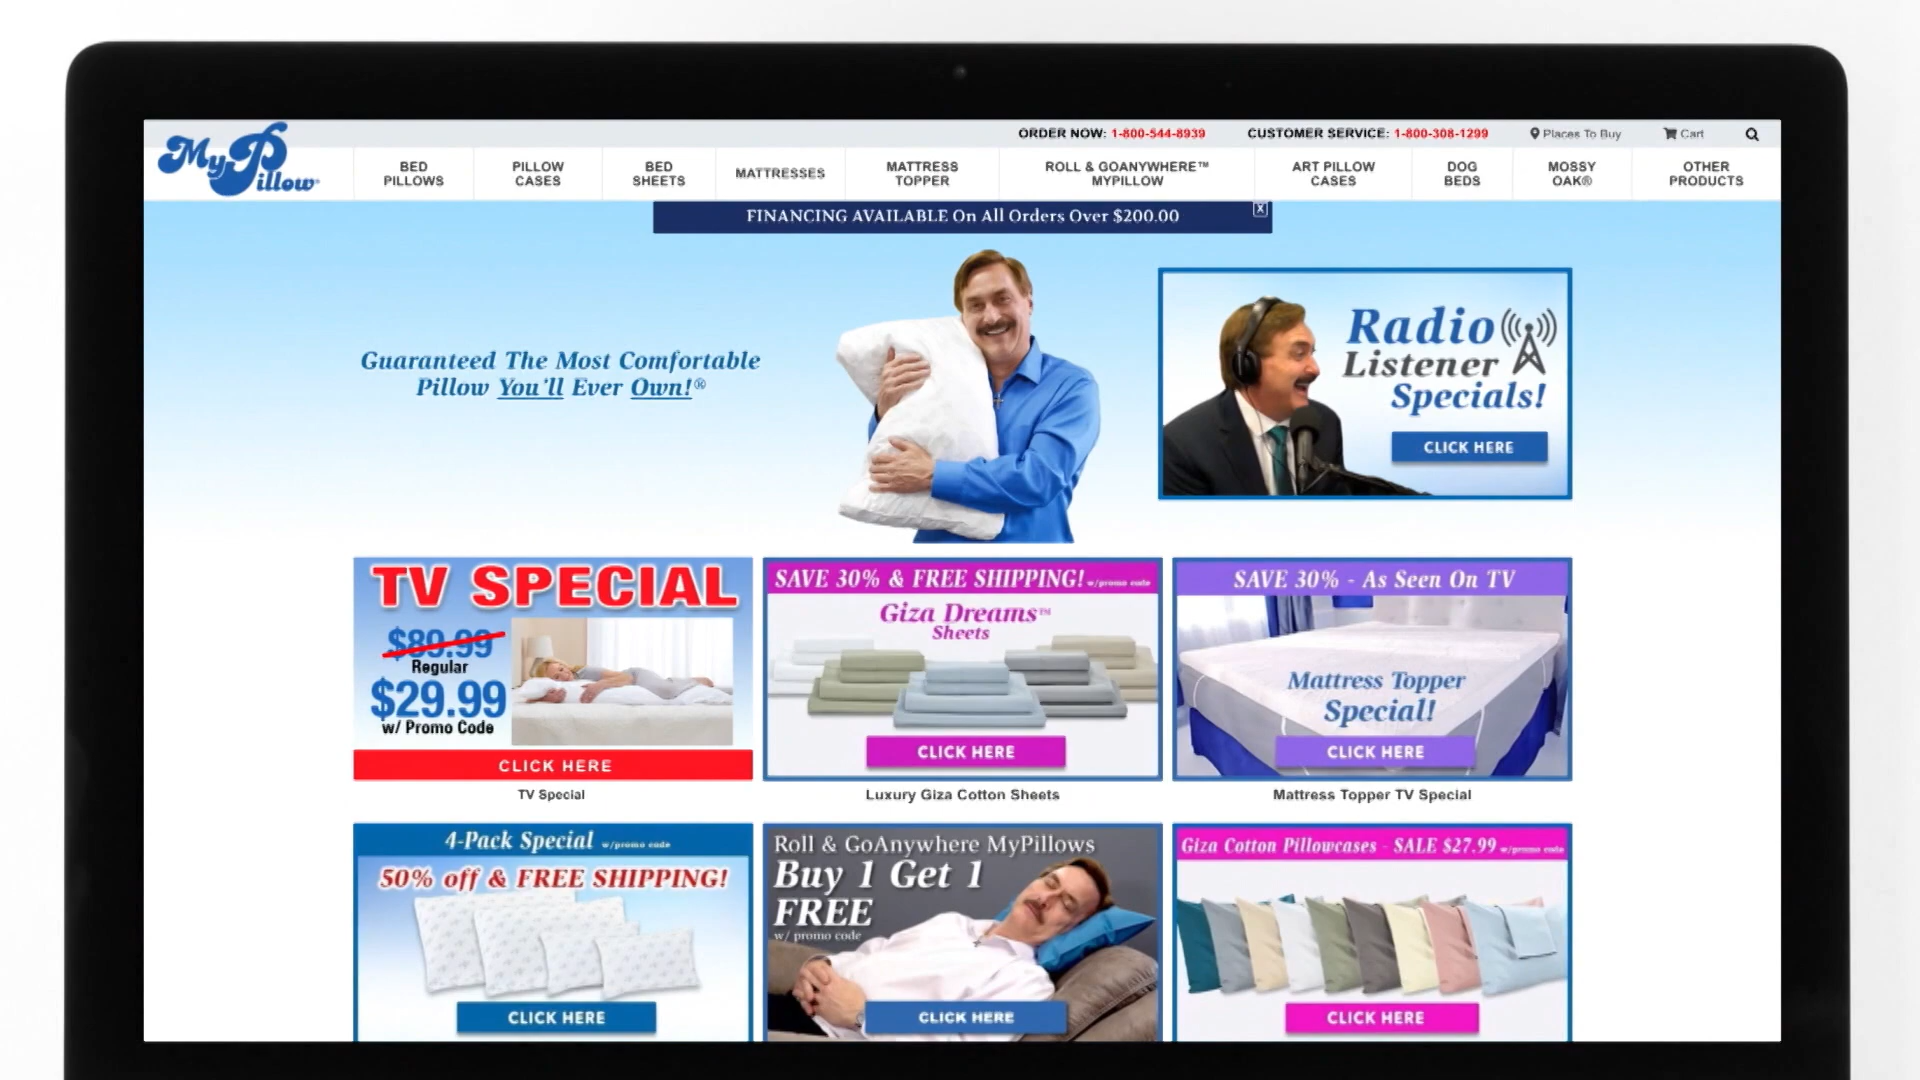 MyPillow®
ORDER NOW: 1-800-544-8939
CUSTOMER SERVICE: 1-800-308-1299
Places To Buy
Cart
BED
PILLOWS
PILLOW
CASES
BED
SHEETS
MATTRESSES
MATTRESS
TOPPER
ROLL & GOANYWHERE™
MYPILLOW
ART PILLOW
CASES
DOG
BEDS
MOSSY
OAK®
OTHER
PRODUCTS
FINANCING AVAILABLE On All Orders Over $200.00
X
Guaranteed The Most Comfortable
Pillow You'll Ever Own!®
Radio
Listener
Specials!
CLICK HERE
TV SPECIAL
$89.99
Regular
$29.99
w/ Promo Code
CLICK HERE
TV Special
SAVE 30% & FREE SHIPPING! w/promo code
Giza Dreams™
Sheets
CLICK HERE
Luxury Giza Cotton Sheets
SAVE 30% - As Seen On TV
Mattress Topper
Special!
CLICK HERE
Mattress Topper TV Special
4-Pack Special w/promo code
50% off & FREE SHIPPING!
CLICK HERE
Roll & GoAnywhere MyPillows
Buy 1 Get 1
FREE
w/ promo code
CLICK HERE
Giza Cotton Pillowcases - SALE $27.99 w/promo code
CLICK HERE